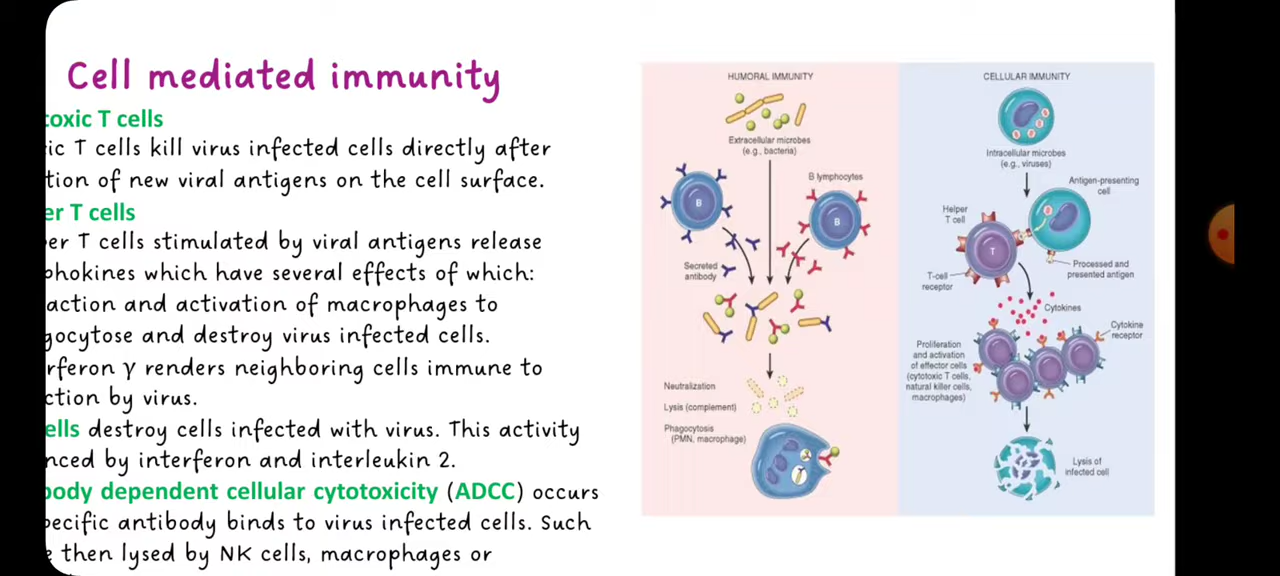 Cell mediated immunity
toxic T cells
ic T cells kill virus infected cells directly after
tion of new viral antigens on the cell surface.
er T cells
er T cells stimulated by viral antigens release
phokines which have several effects of which:
action and activation of macrophages to
gocytose and destroy virus infected cells.
rferon γ renders neighboring cells immune to
ction by virus.
ells destroy cells infected with virus. This activity
nced by interferon and interleukin 2.
body dependent cellular cytotoxicity (ADCC) occurs
pecific antibody binds to virus infected cells. Such
e then lysed by NK cells, macrophages or
HUMORAL IMMUNITY
Extracellular microbes
(e.g., bacteria)
B lymphocytes
B
B
Secreted
antibody
Neutralization
Lysis (complement)
Phagocytosis
(PMN, macrophage)
CELLULAR IMMUNITY
Intracellular microbes
(e.g., viruses)
Antigen-presenting
cell
Helper
T cell
T
Processed and
presented antigen
T-cell
receptor
Cytokines
Cytokine
receptor
Proliferation
and activation
of effector cells
(cytotoxic T cells,
natural killer cells,
macrophages)
Lysis of
infected cell